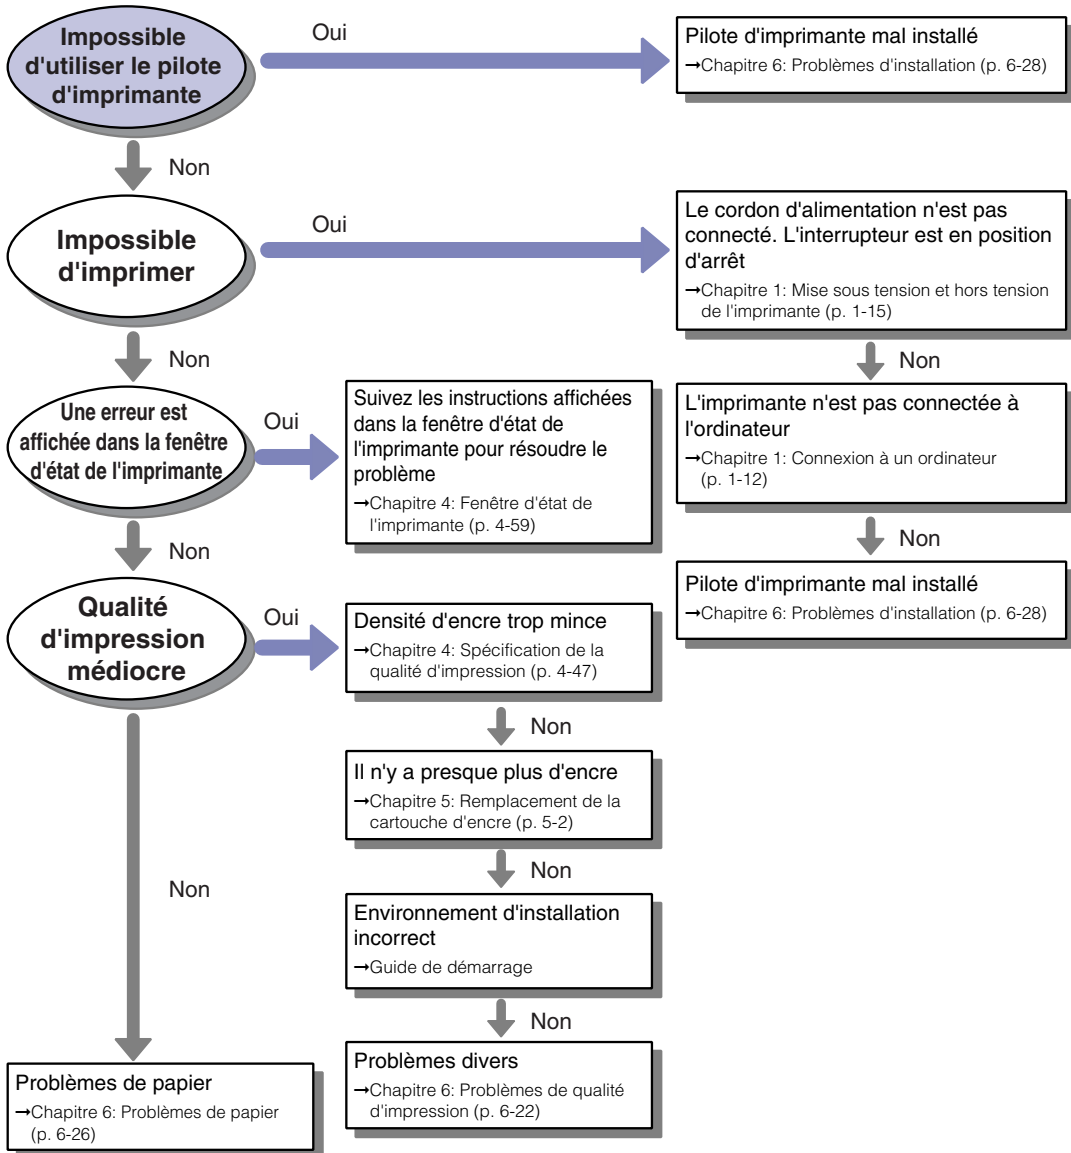 Impossible
d'utiliser le pilote
d'imprimante
Oui
Pilote d'imprimante mal installé
→Chapitre 6: Problèmes d'installation (p. 6-28)
Non
Impossible
d'imprimer
Oui
Le cordon d'alimentation n'est pas
connecté. L'interrupteur est en position
d'arrêt
→Chapitre 1: Mise sous tension et hors tension
de l'imprimante (p. 1-15)
Non
L'imprimante n'est pas connectée à
l'ordinateur
→Chapitre 1: Connexion à un ordinateur
(p. 1-12)
Non
Pilote d'imprimante mal installé
→Chapitre 6: Problèmes d'installation (p. 6-28)
Non
Une erreur est
affichée dans la fenêtre
d'état de l'imprimante
Oui
Suivez les instructions affichées
dans la fenêtre d'état de
l'imprimante pour résoudre le
problème
→Chapitre 4: Fenêtre d'état de
l'imprimante (p. 4-59)
Non
Qualité
d'impression
médiocre
Oui
Densité d'encre trop mince
→Chapitre 4: Spécification de la
qualité d'impression (p. 4-47)
Non
Il n'y a presque plus d'encre
→Chapitre 5: Remplacement de la
cartouche d'encre (p. 5-2)
Non
Environnement d'installation
incorrect
→Guide de démarrage
Non
Problèmes divers
→Chapitre 6: Problèmes de qualité
d'impression (p. 6-22)
Non
Problèmes de papier
→Chapitre 6: Problèmes de papier
(p. 6-26)